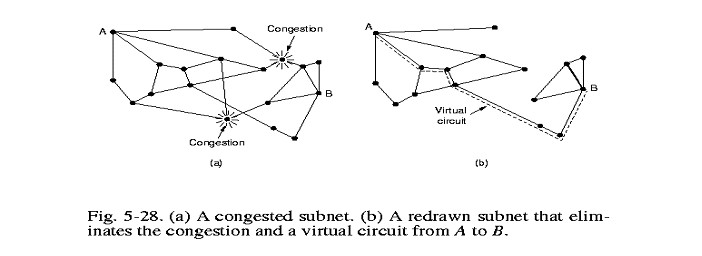 A
Congestion
B
Congestion
(a)
A
B
Virtual
circuit
(b)
Fig. 5-28. (a) A congested subnet. (b) A redrawn subnet that elim-
inates the congestion and a virtual circuit from A to B.